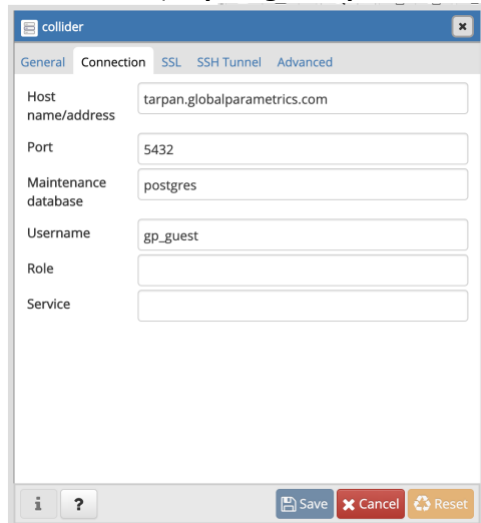 collider
General Connection SSL SSH Tunnel Advanced
Host
name/address
tarpan.globalparametrics.com
Port
5432
Maintenance
database
postgres
Username
gp_guest
Role
Service
i ? Save Cancel Reset